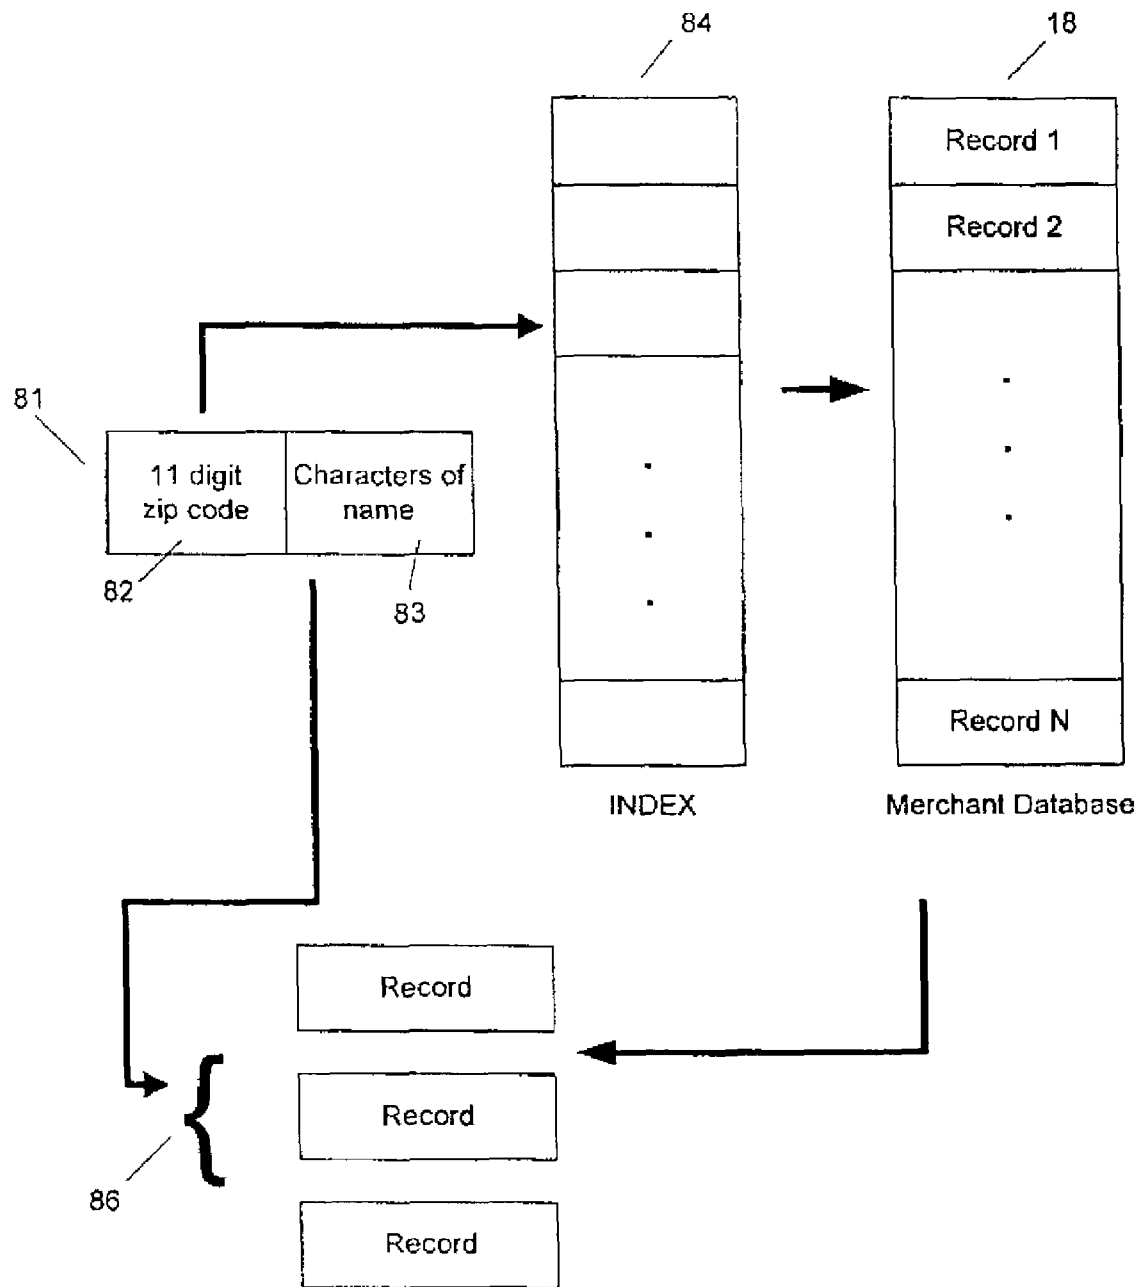 84
18
Record 1
Record 2
81
11 digit
zip code
Characters of
name
82
83
Record N
INDEX
Merchant Database
Record
Record
86
Record